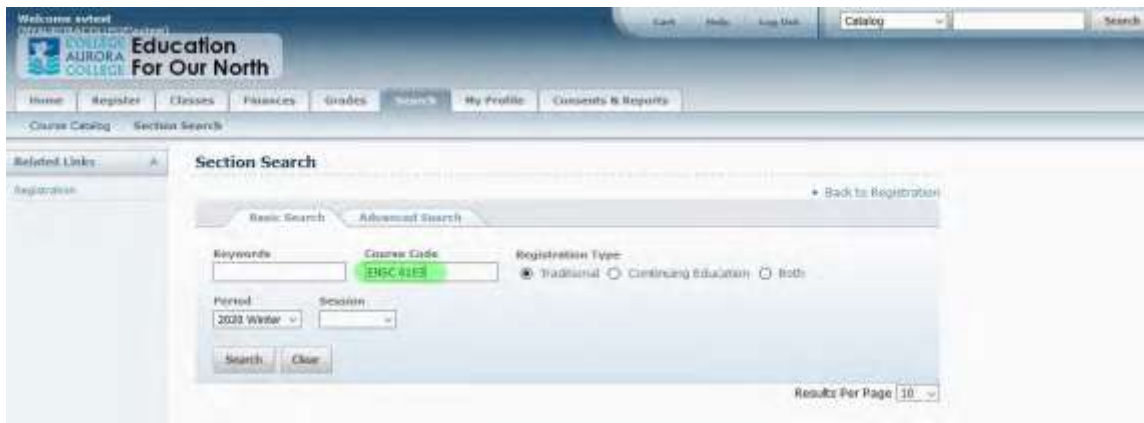 Welcome avtest
Cart Help Log Out Catalog Search
COLLEGE
AURORA
COLLEGE
Education
For Our North
Home Register Classes Finances Grades Search My Profile Consents & Reports
Course Catalog Section Search
Related Links
Registration
Section Search
Back to Registration
Basic Search Advanced Search
Keywords Course Code Registration Type
ENSC Traditional Continuing Education Both
Period Session
2020 Winter
Search Clear
Results Per Page 10